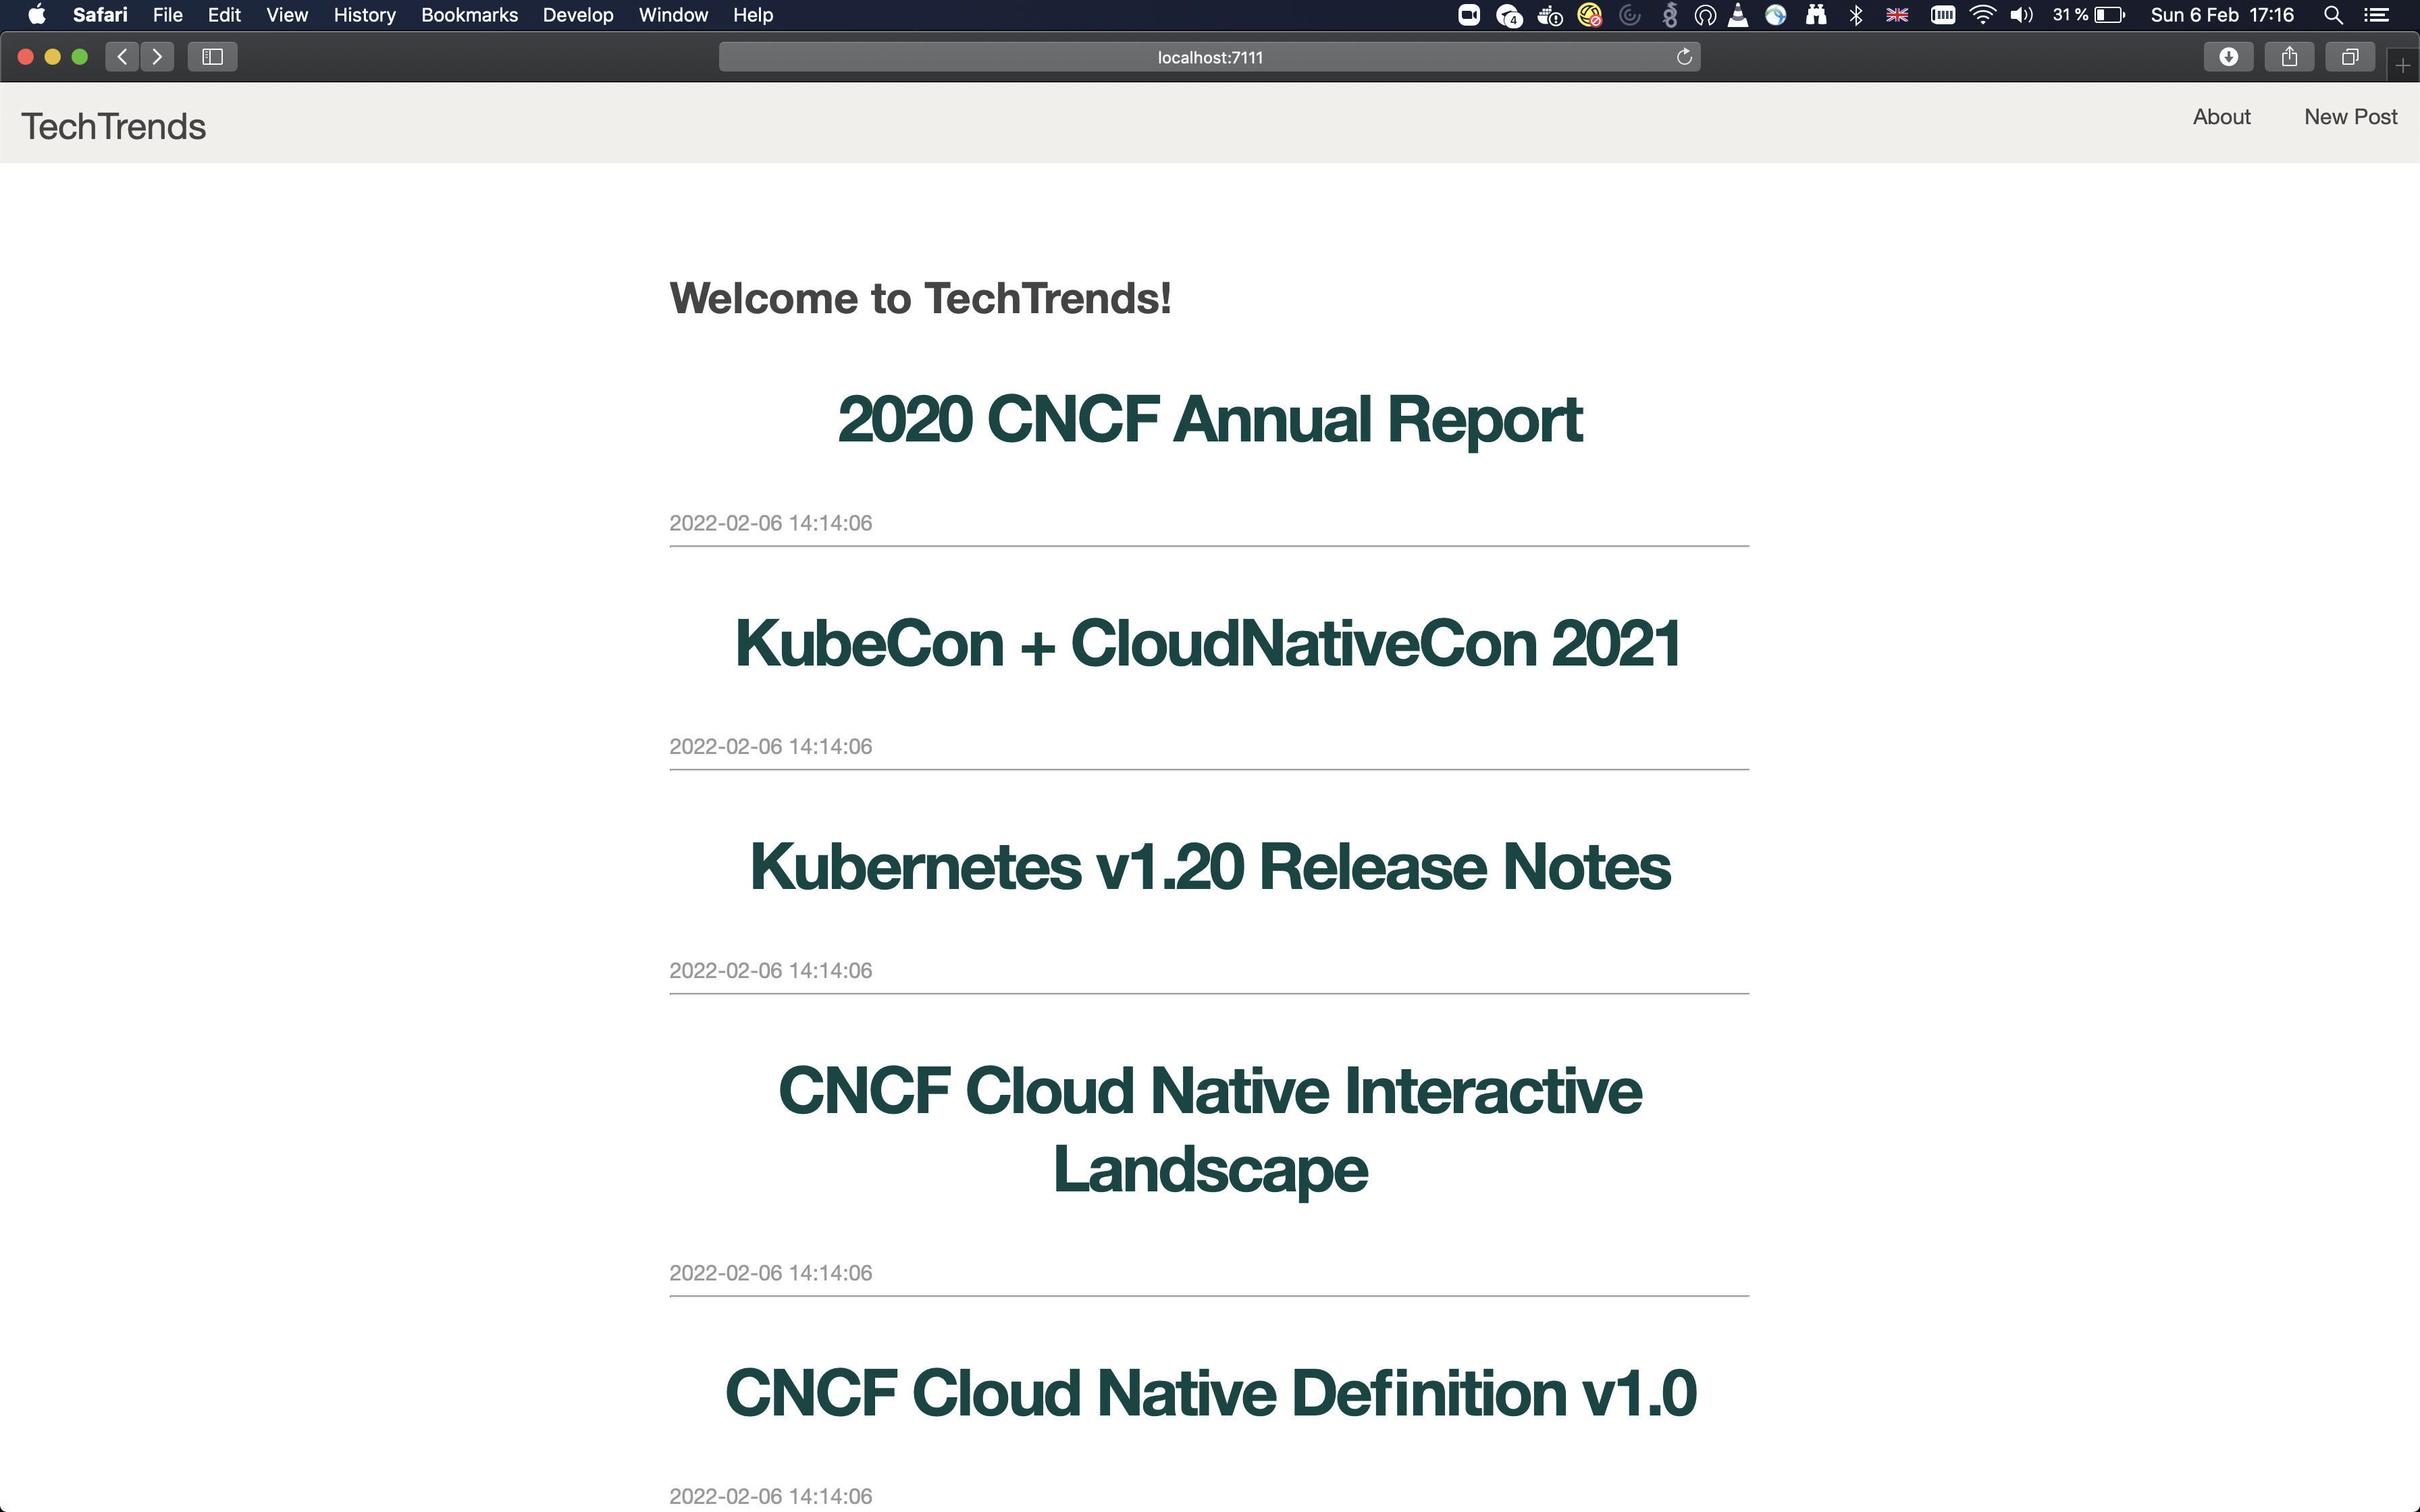 Safari File Edit View History Bookmarks Develop Window Help 4 31 % Sun 6 Feb 17:16
localhost:7111
TechTrends About New Post
Welcome to TechTrends!
2020 CNCF Annual Report
2022-02-06 14:14:06
KubeCon + CloudNativeCon 2021
2022-02-06 14:14:06
Kubernetes v1.20 Release Notes
2022-02-06 14:14:06
CNCF Cloud Native Interactive
Landscape
2022-02-06 14:14:06
CNCF Cloud Native Definition v1.0
2022-02-06 14:14:06